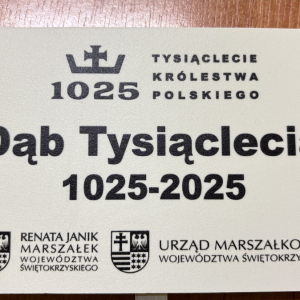 TYSIĄCLECIE
KRÓLESTWA
POLSKIEGO
1025
Dąb Tysiąclecia
1025-2025
RENATA JANIK
MARSZAŁEK
WOJEWÓDZTWA
ŚWIĘTOKRZYSKIEGO
URZĄD MARSZAŁKO
WOJEWÓDZTWA ŚWIĘTOKRZY